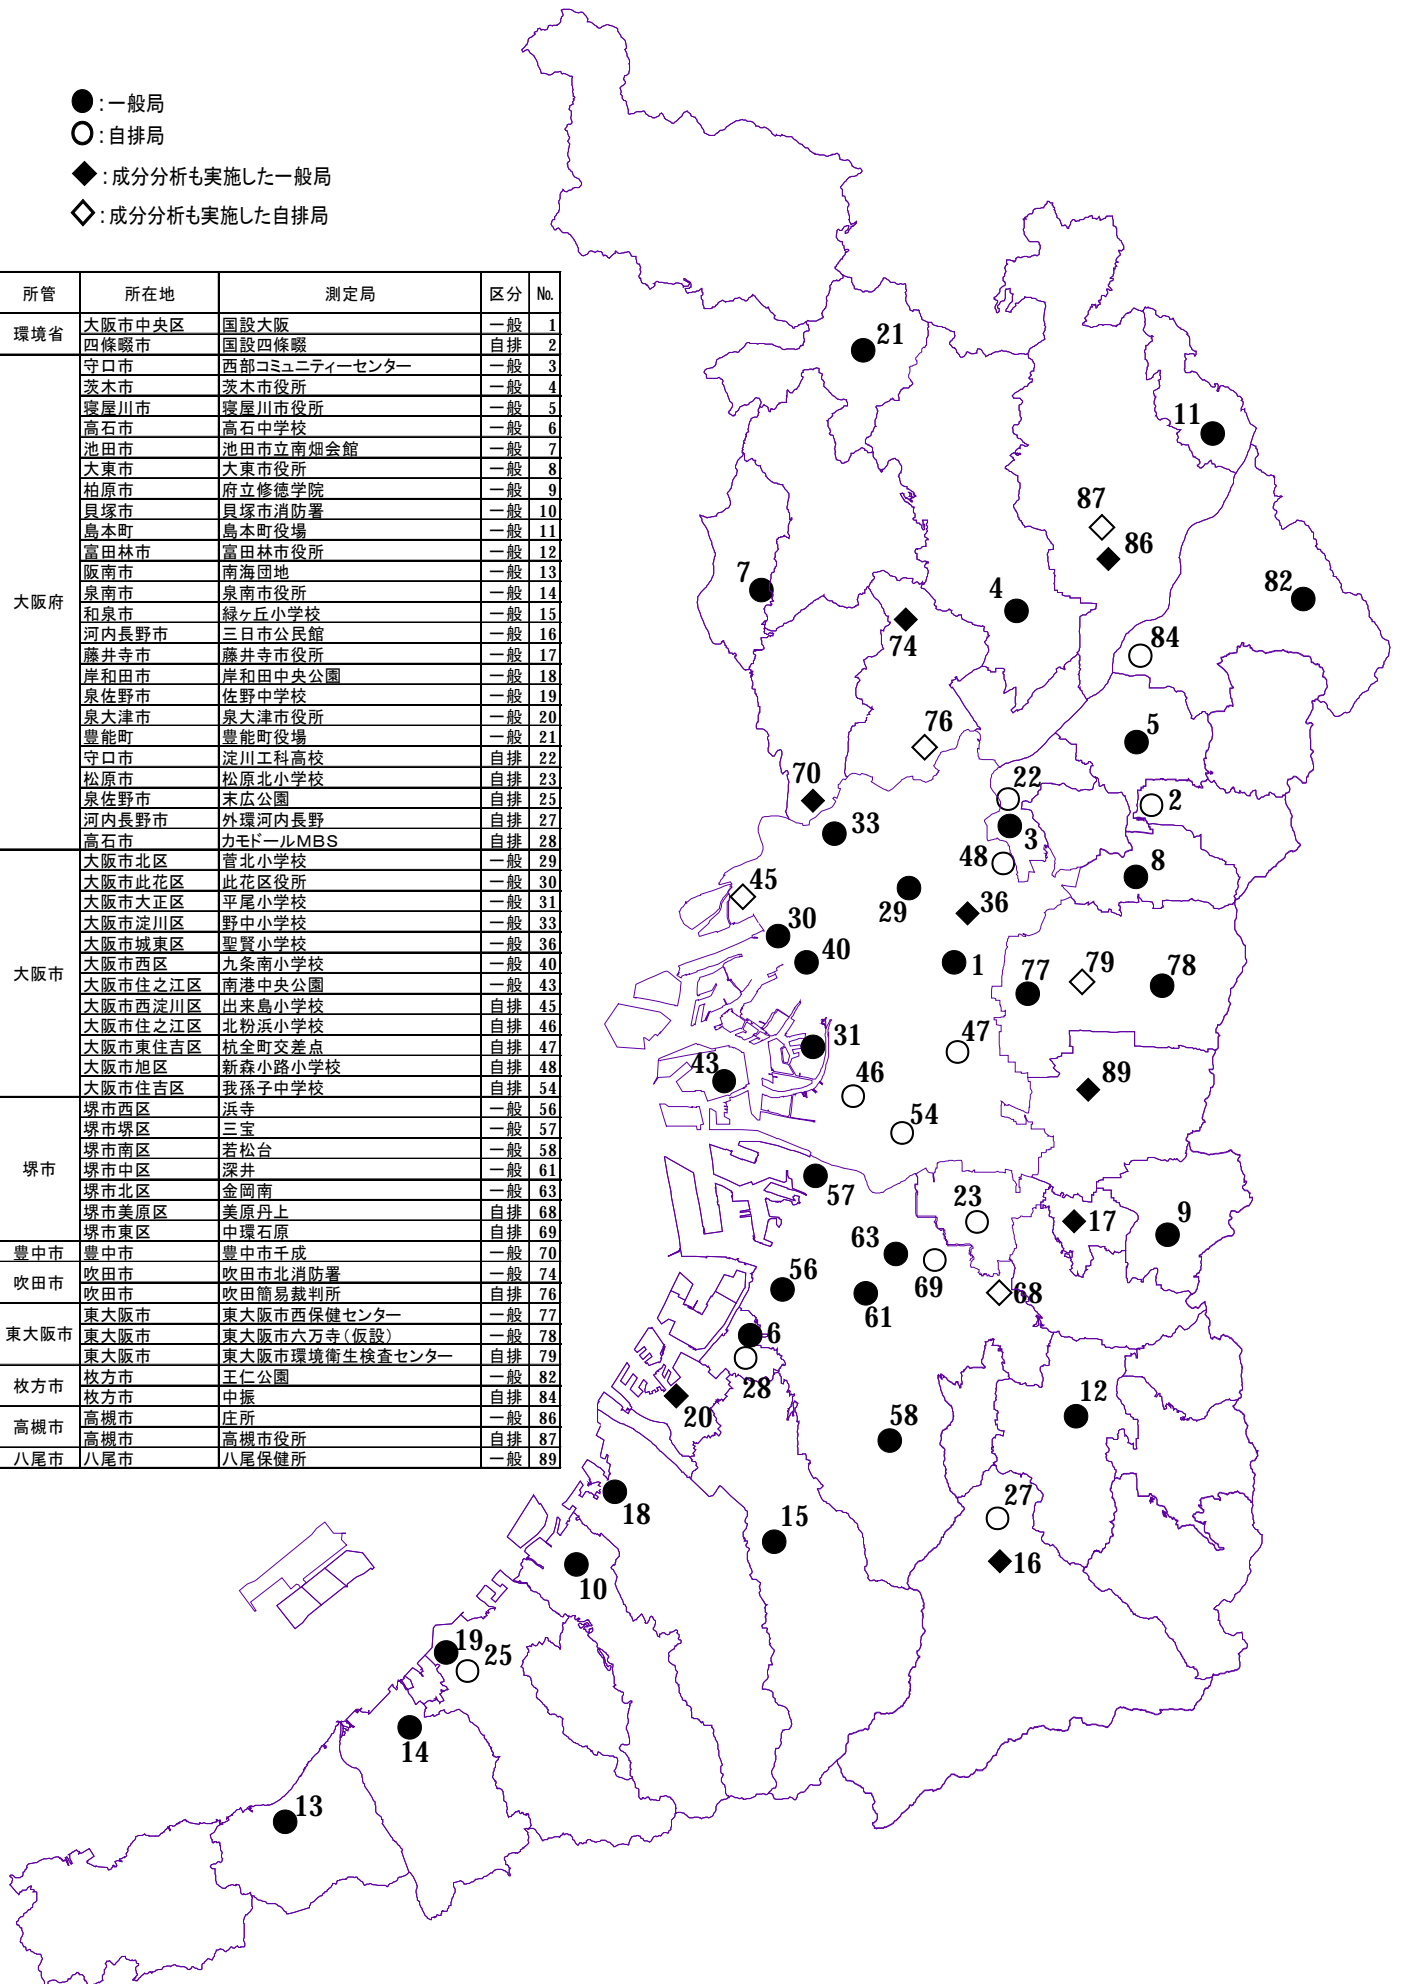 ●:一般局
○:自排局
◆:成分分析も実施した一般局
◇:成分分析も実施した自排局
所管 所在地 測定局 区分 №
環境省 大阪市中央区 国設大阪 一般 1
四條畷市 国設四條畷 自排 2
大阪府 守口市 西部コミュニティーセンター 一般 3
茨木市 茨木市役所 一般 4
寝屋川市 寝屋川市役所 一般 5
高石市 高石中学校 一般 6
池田市 池田市立南畑会館 一般 7
大東市 大東市役所 一般 8
柏原市 府立修徳学院 一般 9
貝塚市 貝塚市消防署 一般 10
島本町 島本町役場 一般 11
富田林市 富田林市役所 一般 12
阪南市 南海団地 一般 13
泉南市 泉南市役所 一般 14
和泉市 緑ヶ丘小学校 一般 15
河内長野市 三日市公民館 一般 16
藤井寺市 藤井寺市役所 一般 17
岸和田市 岸和田中央公園 一般 18
泉佐野市 佐野中学校 一般 19
泉大津市 泉大津市役所 一般 20
豊能町 豊能町役場 一般 21
守口市 淀川工科高校 自排 22
松原市 松原北小学校 自排 23
泉佐野市 末広公園 自排 25
河内長野市 外環河内長野 自排 27
高石市 カモドールMBS 自排 28
大阪市 大阪市北区 菅北小学校 一般 29
大阪市此花区 此花区役所 一般 30
大阪市大正区 平尾小学校 一般 31
大阪市淀川区 野中小学校 一般 33
大阪市城東区 聖賢小学校 一般 36
大阪市西区 九条南小学校 一般 40
大阪市住之江区 南港中央公園 一般 43
大阪市西淀川区 出来島小学校 自排 45
大阪市住之江区 北粉浜小学校 自排 46
大阪市東住吉区 杭全町交差点 自排 47
大阪市旭区 新森小路小学校 自排 48
大阪市住吉区 我孫子中学校 自排 54
堺市 堺市西区 浜寺 一般 56
堺市堺区 三宝 一般 57
堺市南区 若松台 一般 58
堺市中区 深井 一般 61
堺市北区 金岡南 一般 63
堺市美原区 美原丹上 自排 68
堺市東区 中環石原 自排 69
豊中市 豊中市 豊中市千成 一般 70
吹田市 吹田市 吹田市北消防署 一般 74
吹田市 吹田簡易裁判所 自排 76
東大阪市 東大阪市 東大阪市西保健センター 一般 77
東大阪市 東大阪市六万寺(仮設) 一般 78
東大阪市 東大阪市環境衛生検査センター 自排 79
枚方市 枚方市 王仁公園 一般 82
枚方市 中振 自排 84
高槻市 高槻市 庄所 一般 86
高槻市 高槻市役所 自排 87
八尾市 八尾市 八尾保健所 一般 89
21
11
87
86
7
4
82
74
84
76
5
70
22
2
33
3
48
8
45
29
36
30
40
1
77
79
78
31
47
43
46
89
54
57
23
17
9
63
69
56
61
68
6
28
20
12
58
18
27
15
10
16
19
25
14
13